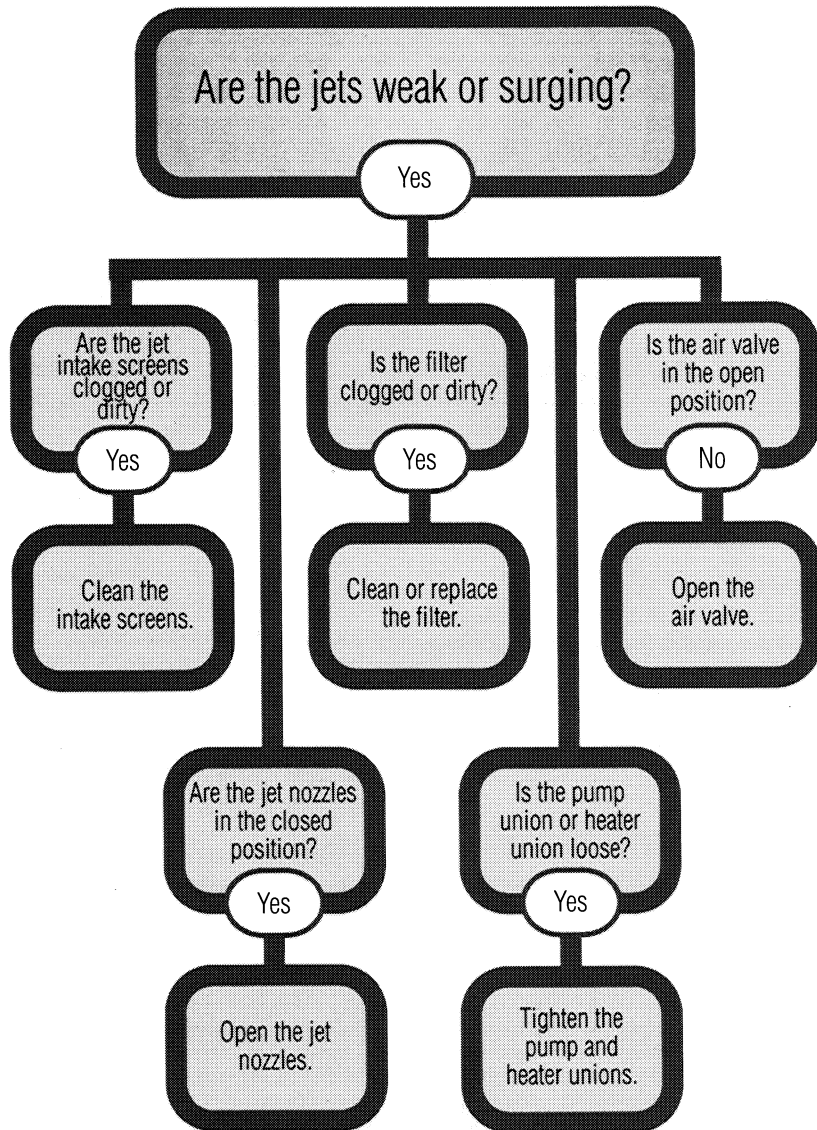 Are the jets weak or surging?
Yes
Are the jet
intake screens
clogged or
dirty?
Yes
Clean the
intake screens.
Is the filter
clogged or dirty?
Yes
Clean or replace
the filter.
Is the air valve
in the open
position?
No
Open the
air valve.
Are the jet nozzles
in the closed
position?
Yes
Open the jet
nozzles.
Is the pump
union or heater
union loose?
Yes
Tighten the
pump and
heater unions.